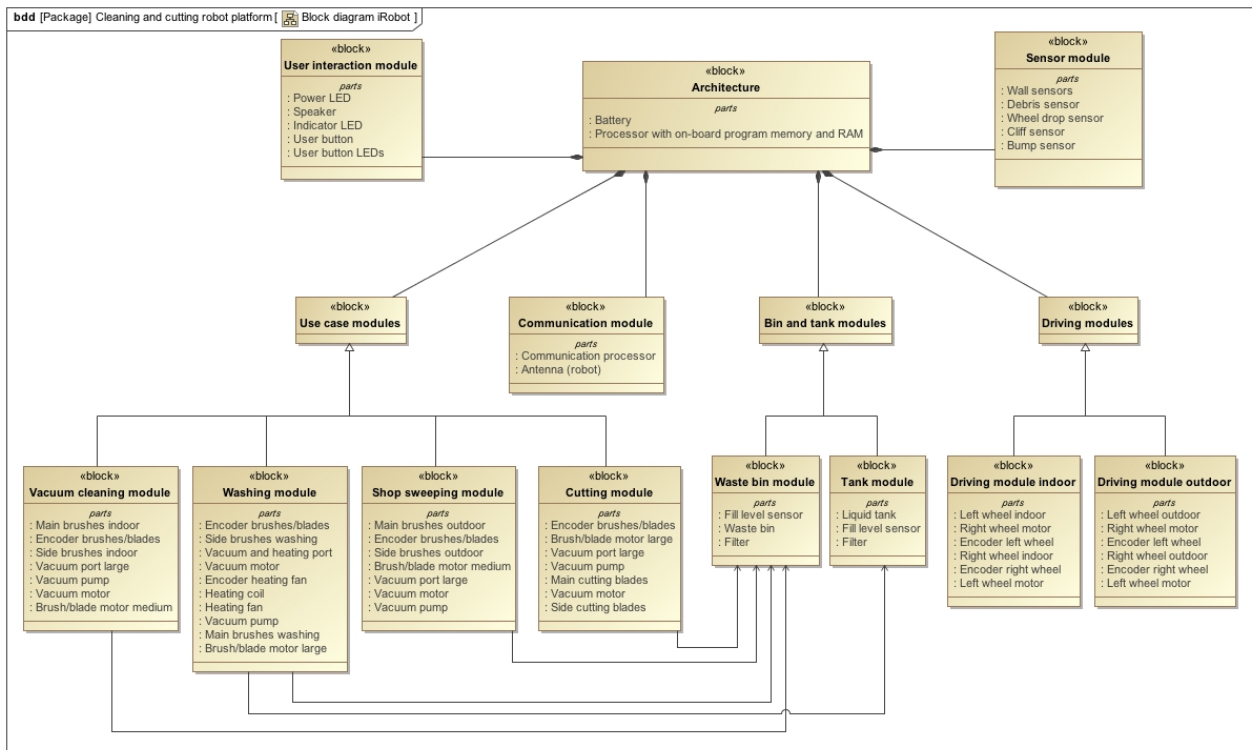 bdd [Package] Cleaning and cutting robot platform [ Block diagram iRobot ]
«block»
User interaction module
parts
: Power LED
: Speaker
: Indicator LED
: User button
: User button LEDs
«block»
Architecture
parts
: Battery
: Processor with on-board program memory and RAM
«block»
Sensor module
parts
: Wall sensors
: Debris sensor
: Wheel drop sensor
: Cliff sensor
: Bump sensor
«block»
Use case modules
«block»
Communication module
parts
: Communication processor
: Antenna (robot)
«block»
Bin and tank modules
«block»
Driving modules
«block»
Vacuum cleaning module
parts
: Main brushes indoor
: Encoder brushes/blades
: Side brushes indoor
: Vacuum port large
: Vacuum pump
: Vacuum motor
: Brush/blade motor medium
«block»
Washing module
parts
: Encoder brushes/blades
: Side brushes washing
: Vacuum and heating port
: Vacuum motor
: Encoder heating fan
: Heating coil
: Heating fan
: Vacuum pump
: Main brushes washing
: Brush/blade motor large
«block»
Shop sweeping module
parts
: Main brushes outdoor
: Encoder brushes/blades
: Side brushes outdoor
: Brush/blade motor medium
: Vacuum port large
: Vacuum motor
: Vacuum pump
«block»
Cutting module
parts
: Encoder brushes/blades
: Brush/blade motor large
: Vacuum port large
: Vacuum pump
: Main cutting blades
: Vacuum motor
: Side cutting blades
«block»
Waste bin module
parts
: Fill level sensor
: Waste bin
: Filter
«block»
Tank module
parts
: Liquid tank
: Fill level sensor
: Filter
«block»
Driving module indoor
parts
: Left wheel indoor
: Right wheel motor
: Encoder left wheel
: Right wheel indoor
: Encoder right wheel
: Left wheel motor
«block»
Driving module outdoor
parts
: Left wheel outdoor
: Right wheel motor
: Encoder left wheel
: Right wheel outdoor
: Encoder right wheel
: Left wheel motor